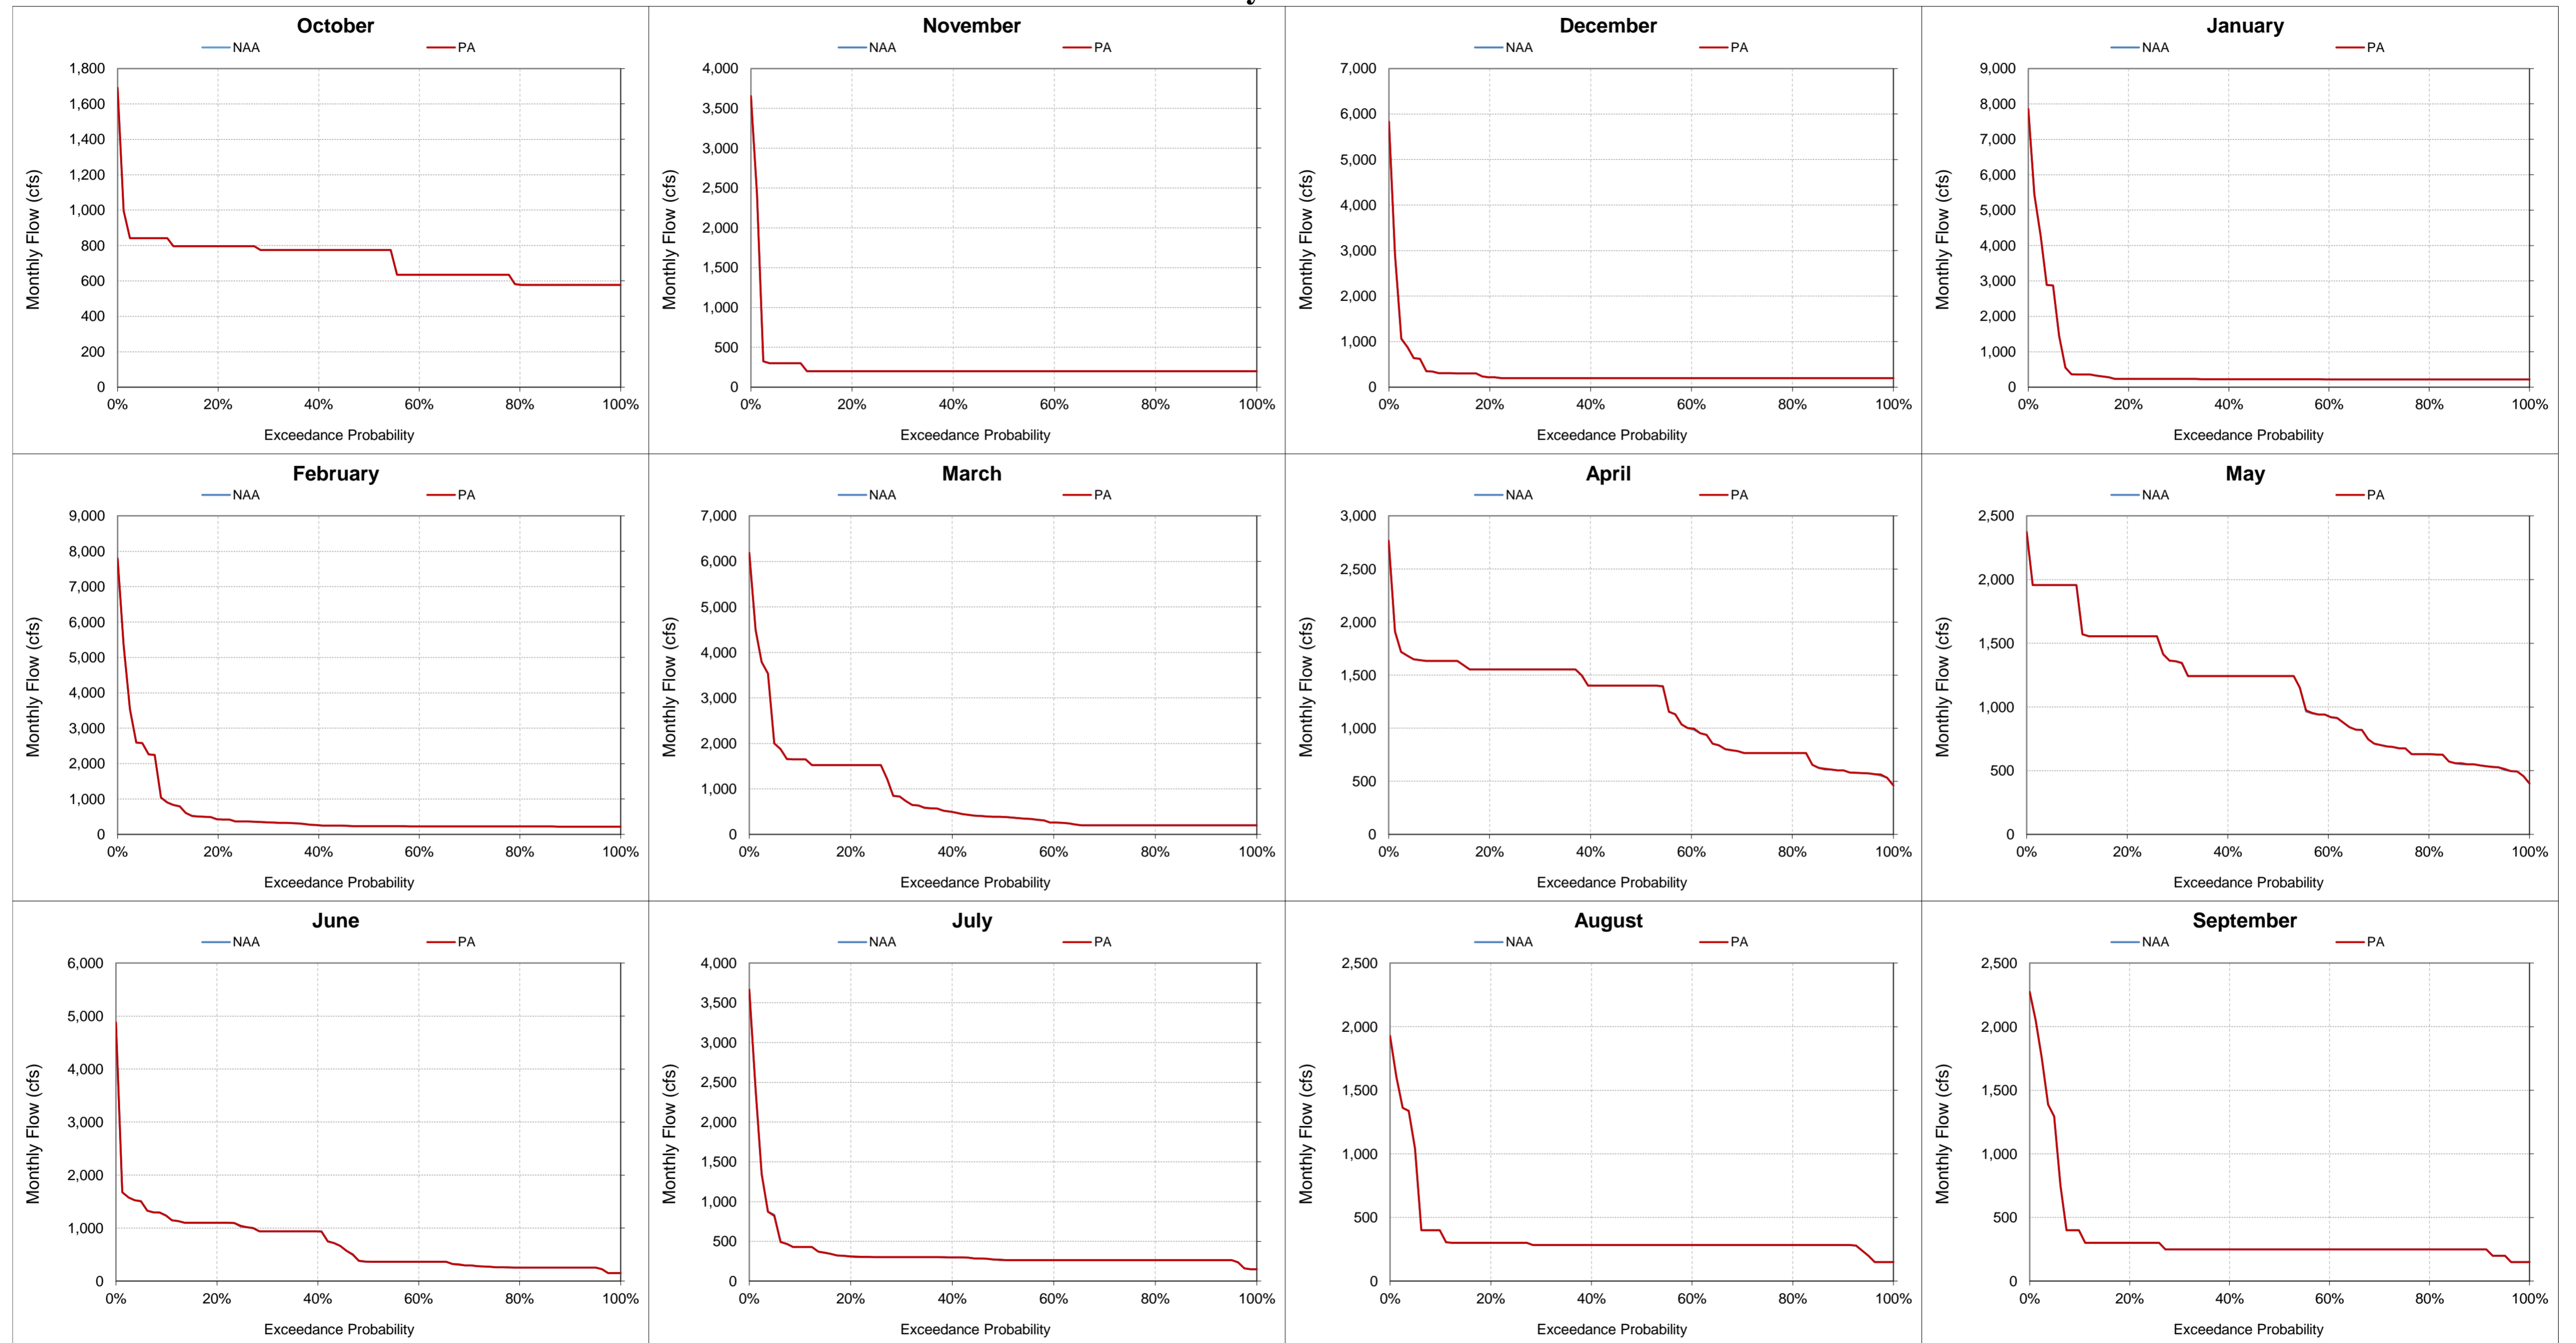 October
NAA PA
Monthly Flow (cfs)
1,800
1,600
1,400
1,200
1,000
800
600
400
200
0
0% 20% 40% 60% 80% 100%
Exceedance Probability
November
NAA PA
Monthly Flow (cfs)
4,000
3,500
3,000
2,500
2,000
1,500
1,000
500
0
0% 20% 40% 60% 80% 100%
Exceedance Probability
December
NAA PA
Monthly Flow (cfs)
7,000
6,000
5,000
4,000
3,000
2,000
1,000
0
0% 20% 40% 60% 80% 100%
Exceedance Probability
January
NAA PA
Monthly Flow (cfs)
9,000
8,000
7,000
6,000
5,000
4,000
3,000
2,000
1,000
0
0% 20% 40% 60% 80% 100%
Exceedance Probability
February
NAA PA
Monthly Flow (cfs)
9,000
8,000
7,000
6,000
5,000
4,000
3,000
2,000
1,000
0
0% 20% 40% 60% 80% 100%
Exceedance Probability
March
NAA PA
Monthly Flow (cfs)
7,000
6,000
5,000
4,000
3,000
2,000
1,000
0
0% 20% 40% 60% 80% 100%
Exceedance Probability
April
NAA PA
Monthly Flow (cfs)
3,000
2,500
2,000
1,500
1,000
500
0
0% 20% 40% 60% 80% 100%
Exceedance Probability
May
NAA PA
Monthly Flow (cfs)
2,500
2,000
1,500
1,000
500
0
0% 20% 40% 60% 80% 100%
Exceedance Probability
June
NAA PA
Monthly Flow (cfs)
6,000
5,000
4,000
3,000
2,000
1,000
0
0% 20% 40% 60% 80% 100%
Exceedance Probability
July
NAA PA
Monthly Flow (cfs)
4,000
3,500
3,000
2,500
2,000
1,500
1,000
500
0
0% 20% 40% 60% 80% 100%
Exceedance Probability
August
NAA PA
Monthly Flow (cfs)
2,500
2,000
1,500
1,000
500
0
0% 20% 40% 60% 80% 100%
Exceedance Probability
September
NAA PA
Monthly Flow (cfs)
2,500
2,000
1,500
1,000
500
0
0% 20% 40% 60% 80% 100%
Exceedance Probability